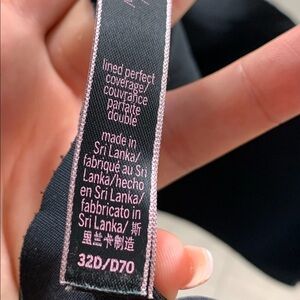 lined perfect
coverage/
couvrance
parfaite
double
made in
Sri Lanka/
fabriqué au Sri
Lanka/hecho
en Sri Lanka/
fabbricato in
Sri Lanka/ 斯
里兰卡制造
32D/D70